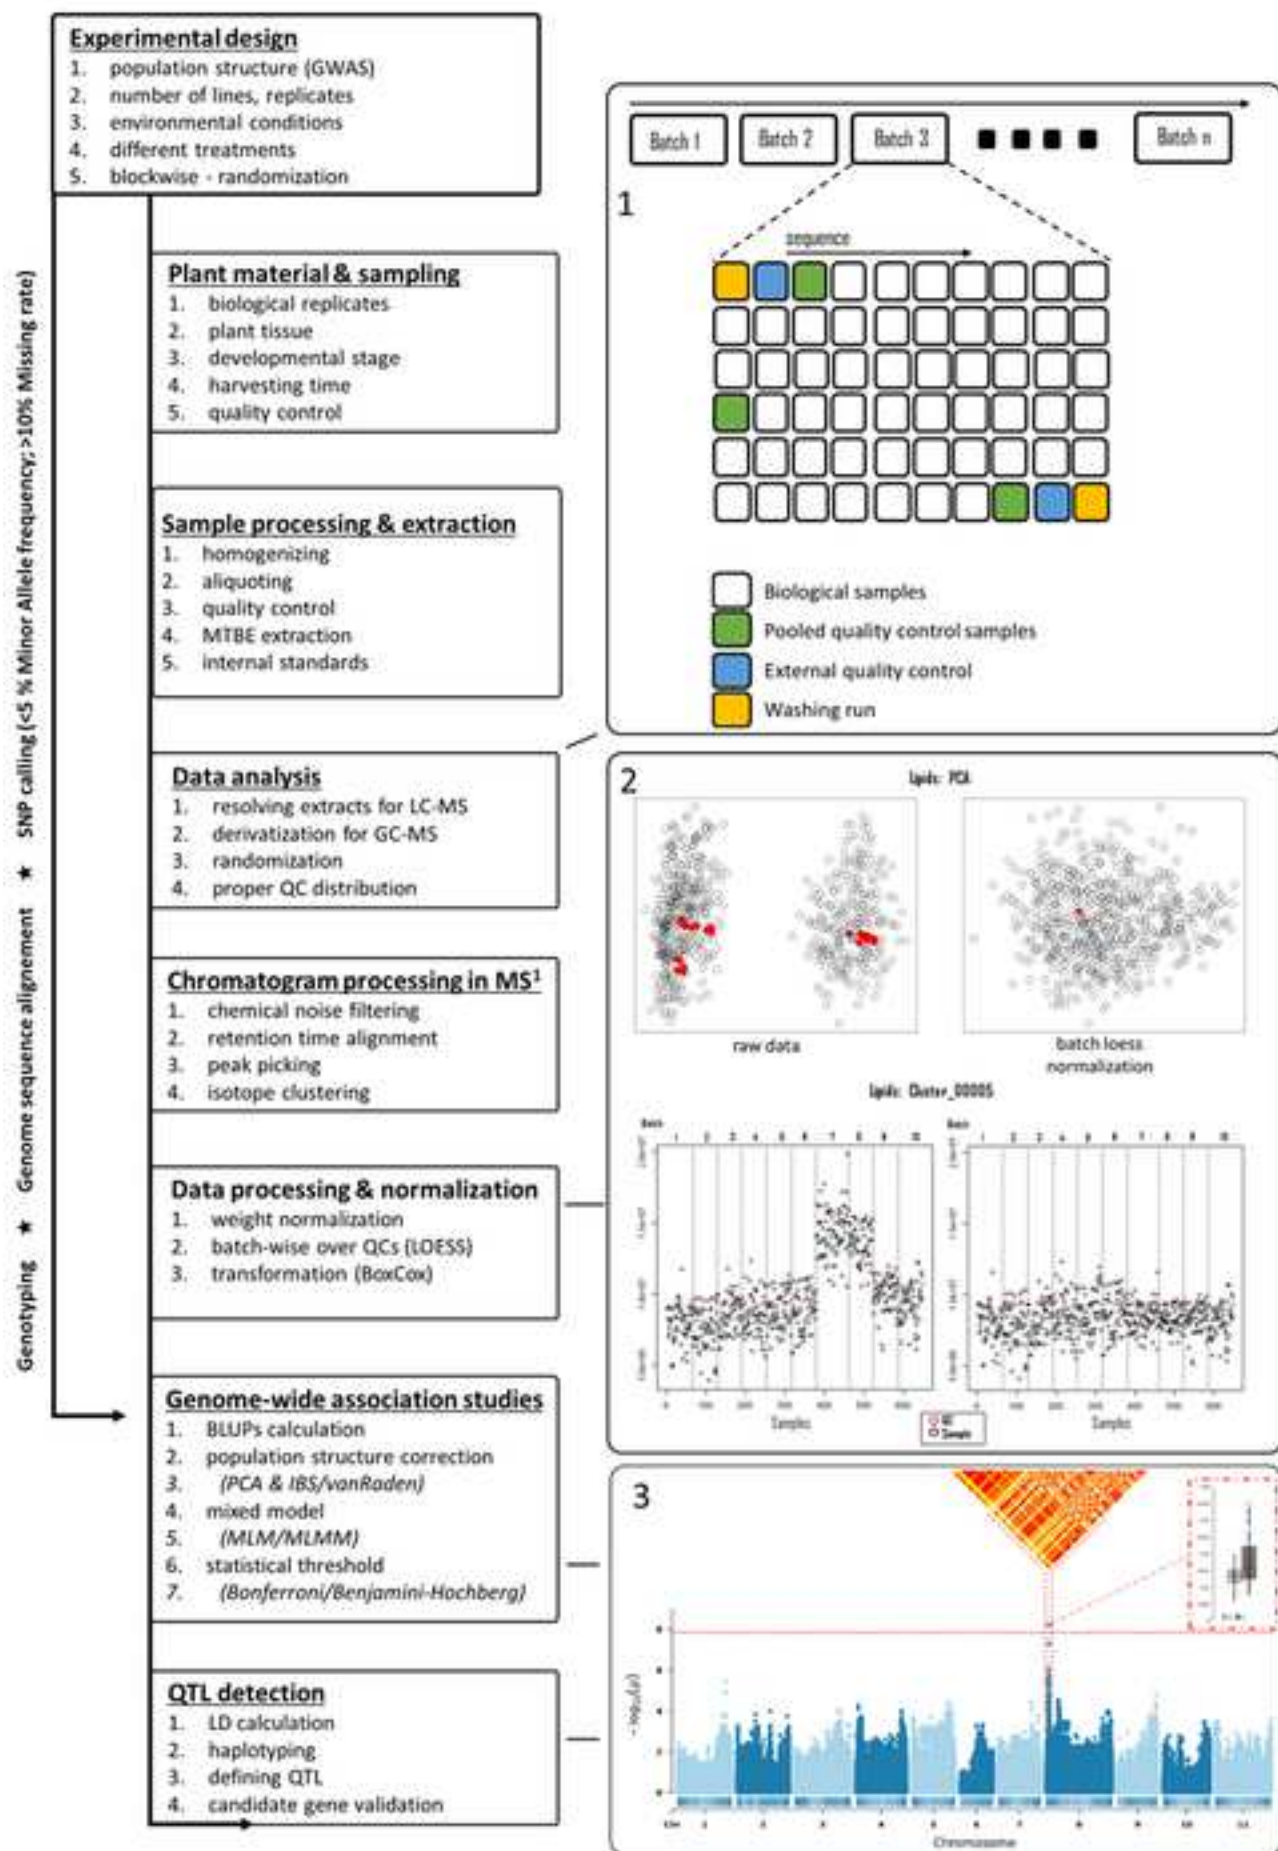 Experimental design
1. population structure (GWAS)
2. number of lines, replicates
3. environmental conditions
4. different treatments
5. blockwise - randomization
Genotyping ★ Genome sequence alignement ★ SNP calling (<5 % Minor Allele frequency; >10% Missing rate)
Plant material & sampling
1. biological replicates
2. plant tissue
3. developmental stage
4. harvesting time
5. quality control
Sample processing & extraction
1. homogenizing
2. aliquoting
3. quality control
4. MTBE extraction
5. internal standards
Data analysis
1. resolving extracts for LC-MS
2. derivatization for GC-MS
3. randomization
4. proper QC distribution
Chromatogram processing in MS¹
1. chemical noise filtering
2. retention time alignment
3. peak picking
4. isotope clustering
Data processing & normalization
1. weight normalization
2. batch-wise over QCs (LOESS)
3. transformation (BoxCox)
Genome-wide association studies
1. BLUPs calculation
2. population structure correction
3. (PCA & IBS/vanRaden)
4. mixed model
5. (MLM/MLMM)
6. statistical threshold
7. (Bonferroni/Benjamini-Hochberg)
QTL detection
1. LD calculation
2. haplotyping
3. defining QTL
4. candidate gene validation
1
Batch 1 Batch 2 Batch 3 Batch n
sequence
Biological samples
Pooled quality control samples
External quality control
Washing run
2
Lipids: PCA
raw data
batch loess
normalization
Lipids: Cluster_00005
Batch
Samples Samples
QC
Sample
3
- log₁₀(p)
Chromosome